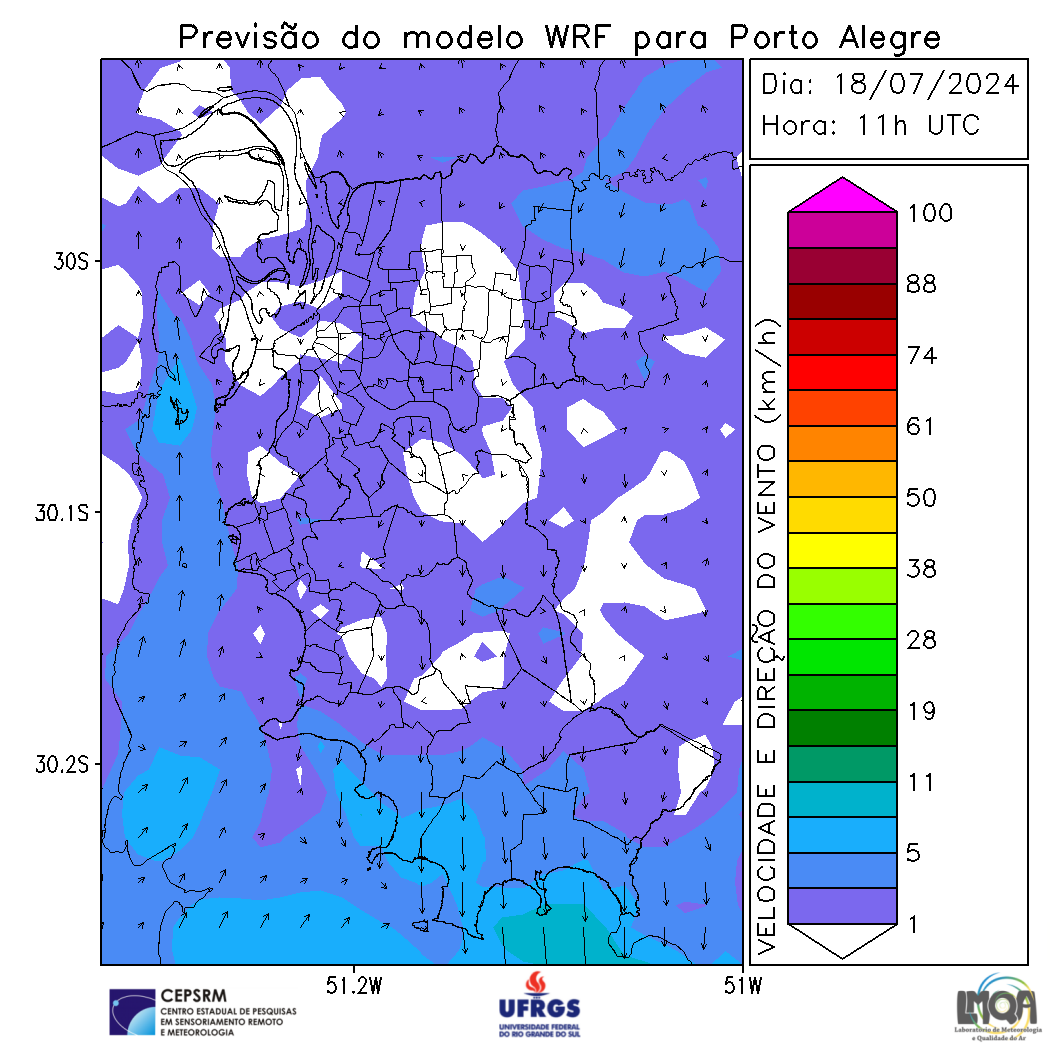 Previsão do modelo WRF para Porto Alegre
Dia: 18/07/2024
Hora: 11h UTC
30S
30.1S
30.2S
51.2W
51W
VELOCIDADE E DIREÇÃO DO VENTO (km/h)
100
88
74
61
50
38
28
19
11
5
1
CEPSRM
CENTRO ESTADUAL DE PESQUISAS
EM SENSORIAMENTO REMOTO
E METEOROLOGIA
UFRGS
UNIVERSIDADE FEDERAL
DO RIO GRANDE DO SUL
LMQA
Laboratório de Meteorologia
e Qualidade do Ar